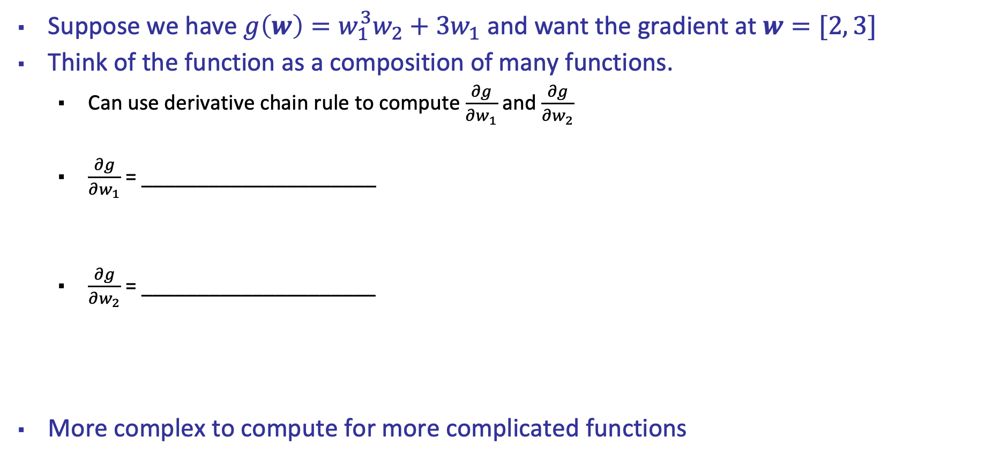 ▪ Suppose we have $g(\boldsymbol{w}) = w_1^3 w_2 + 3w_1$ and want the gradient at $\boldsymbol{w} = [2, 3]$
▪ Think of the function as a composition of many functions.
▪ Can use derivative chain rule to compute $\frac{\partial g}{\partial w_1}$ and $\frac{\partial g}{\partial w_2}$
▪ $\frac{\partial g}{\partial w_1}$ = _____________________
▪ $\frac{\partial g}{\partial w_2}$ = _____________________
▪ More complex to compute for more complicated functions